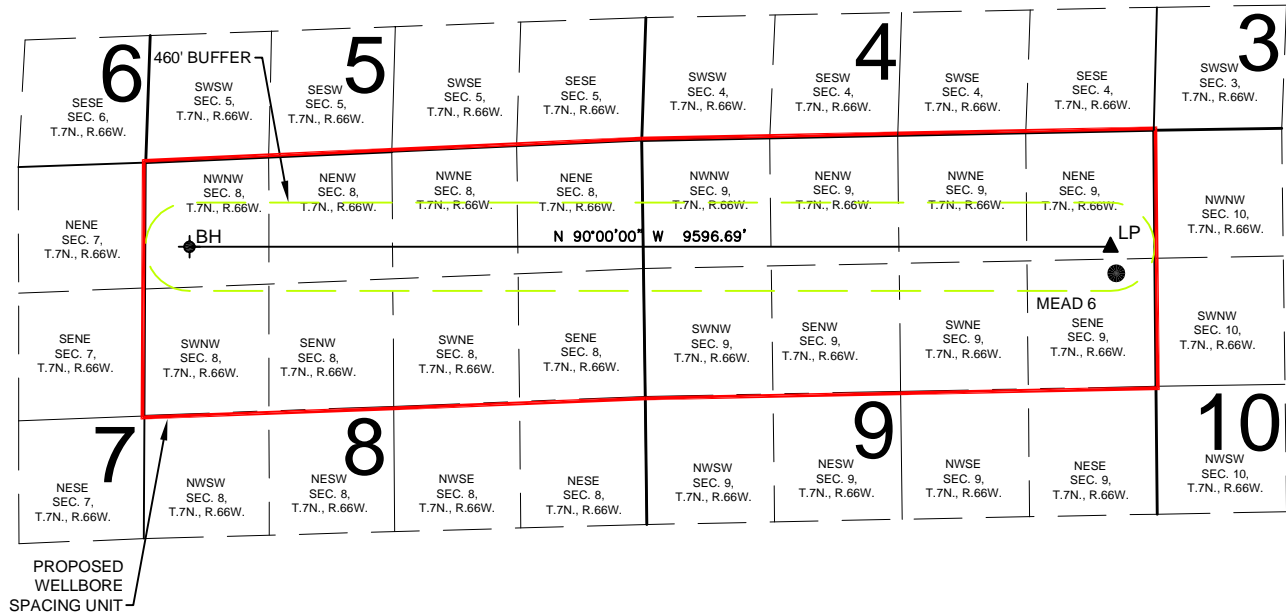 6
5
4
3
460' BUFFER
SESE
SEC. 6,
T.7N., R.66W.
SWSW
SEC. 5,
T.7N., R.66W.
SESW
SEC. 5,
T.7N., R.66W.
SWSE
SEC. 5,
T.7N., R.66W.
SESE
SEC. 5,
T.7N., R.66W.
SWSW
SEC. 4,
T.7N., R.66W.
SESW
SEC. 4,
T.7N., R.66W.
SWSE
SEC. 4,
T.7N., R.66W.
SESE
SEC. 4,
T.7N., R.66W.
SWSW
SEC. 3,
T.7N., R.66W.
NENE
SEC. 7,
T.7N., R.66W.
NWNW
SEC. 8,
T.7N., R.66W.
NENW
SEC. 8,
T.7N., R.66W.
NWNE
SEC. 8,
T.7N., R.66W.
NENE
SEC. 8,
T.7N., R.66W.
NWNW
SEC. 9,
T.7N., R.66W.
NENW
SEC. 9,
T.7N., R.66W.
NWNE
SEC. 9,
T.7N., R.66W.
NENE
SEC. 9,
T.7N., R.66W.
NWNW
SEC. 10,
T.7N., R.66W.
BH
N 90°00'00" W 9596.69'
LP
MEAD 6
SENE
SEC. 7,
T.7N., R.66W.
SWNW
SEC. 8,
T.7N., R.66W.
SENW
SEC. 8,
T.7N., R.66W.
SWNE
SEC. 8,
T.7N., R.66W.
SENE
SEC. 8,
T.7N., R.66W.
SWNW
SEC. 9,
T.7N., R.66W.
SENW
SEC. 9,
T.7N., R.66W.
SWNE
SEC. 9,
T.7N., R.66W.
SENE
SEC. 9,
T.7N., R.66W.
SWNW
SEC. 10,
T.7N., R.66W.
7
8
9
10
NESE
SEC. 7,
T.7N., R.66W.
NWSW
SEC. 8,
T.7N., R.66W.
NESW
SEC. 8,
T.7N., R.66W.
NWSE
SEC. 8,
T.7N., R.66W.
NESE
SEC. 8,
T.7N., R.66W.
NWSW
SEC. 9,
T.7N., R.66W.
NESW
SEC. 9,
T.7N., R.66W.
NWSE
SEC. 9,
T.7N., R.66W.
NESE
SEC. 9,
T.7N., R.66W.
NWSW
SEC. 10,
T.7N., R.66W.
PROPOSED
WELLBORE
SPACING UNIT